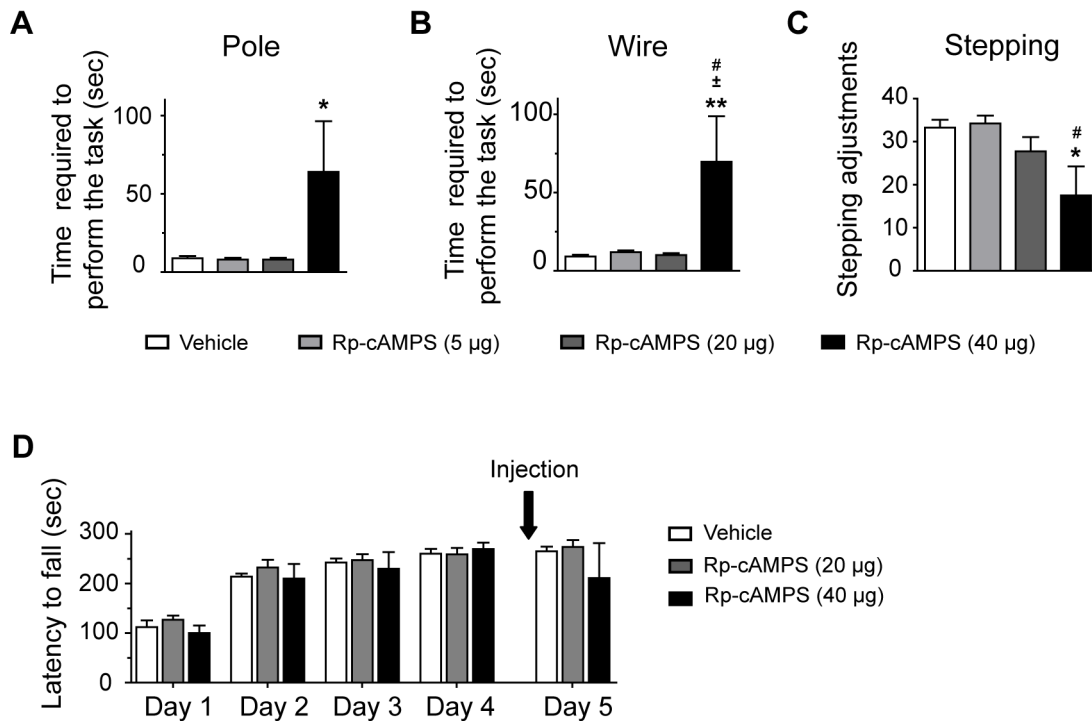 A
Pole
Time required to
perform the task (sec)
100
50
0
*
B
Wire
Time required to
perform the task (sec)
100
50
0
#
±
**
C
Stepping
Stepping adjustments
40
30
20
10
0
#
*
Vehicle
Rp-cAMPS (5 µg)
Rp-cAMPS (20 µg)
Rp-cAMPS (40 µg)
D
Injection
Latency to fall (sec)
300
200
100
0
Day 1
Day 2
Day 3
Day 4
Day 5
Vehicle
Rp-cAMPS (20 µg)
Rp-cAMPS (40 µg)